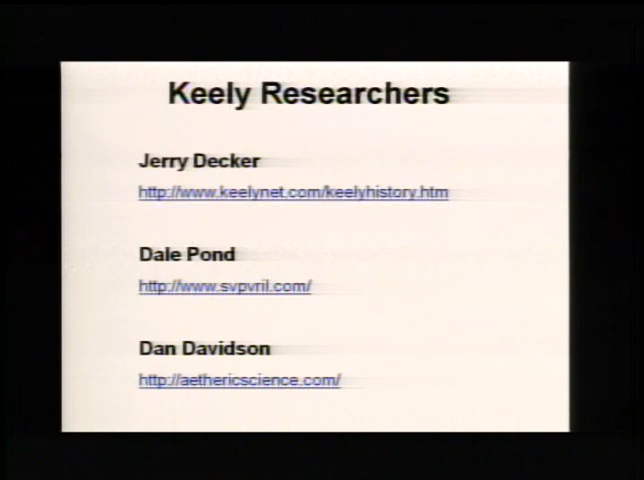 Keely Researchers
Jerry Decker
http://www.keelynet.com/keelyhistory.htm
Dale Pond
http://www.svpvril.com/
Dan Davidson
http://aethericscience.com/